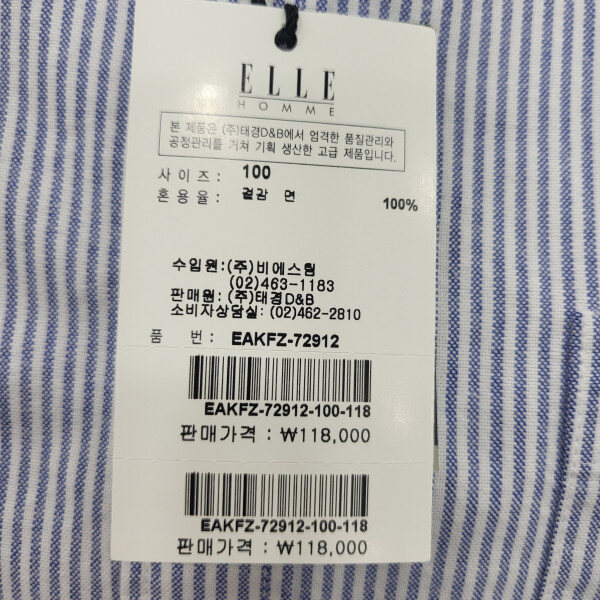 ELLE
HOMME
본 제품은 (주)태경D&B에서 엄격한 품질관리와
공정관리를 거쳐 기획 생산한 고급 제품입니다.
사이즈 : 100
혼용율 : 겉감 면 100%
수입원:(주)비에스팀
(02)463-1183
판매원: (주)태경D&B
소비자상담실: (02)462-2810
품 번: EAKFZ-72912
EAKFZ-72912-100-118
판매가격 : ₩118,000
EAKFZ-72912-100-118
판매가격 : ₩118,000